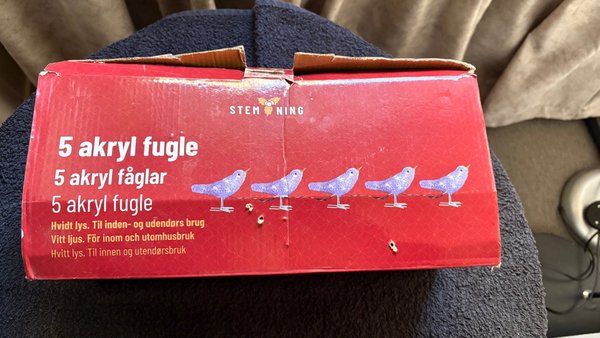 STEMNING
5 akryl fugle
5 akryl fåglar
5 akryl fugle
Hvidt lys. Til inden- og udendørs brug
Vitt ljus. För inom och utomhusbruk
Hvitt lys. Til innen og utendørsbruk